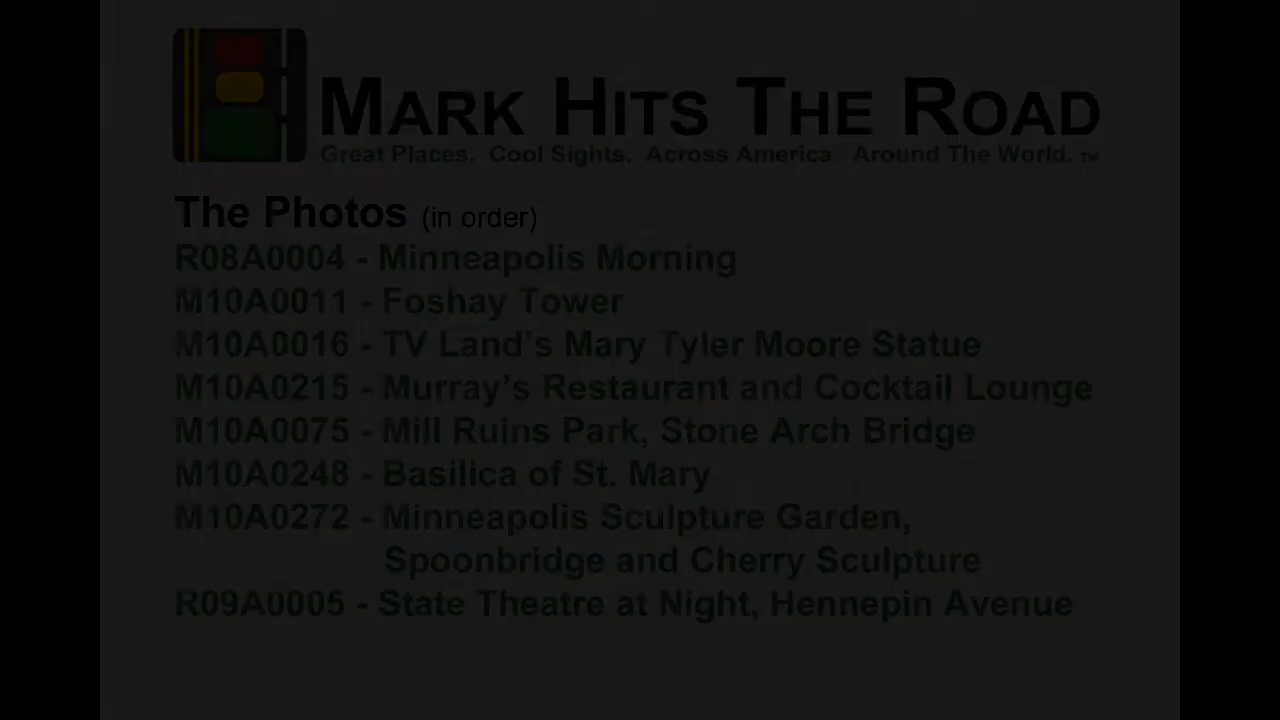 MARK HITS THE ROAD
Great Places. Cool Sights. Across America. Around The World. TM
The Photos (in order)
R08A0004 - Minneapolis Morning
M10A0011 - Foshay Tower
M10A0016 - TV Land's Mary Tyler Moore Statue
M10A0215 - Murray's Restaurant and Cocktail Lounge
M10A0075 - Mill Ruins Park, Stone Arch Bridge
M10A0248 - Basilica of St. Mary
M10A0272 - Minneapolis Sculpture Garden,
Spoonbridge and Cherry Sculpture
R09A0005 - State Theatre at Night, Hennepin Avenue